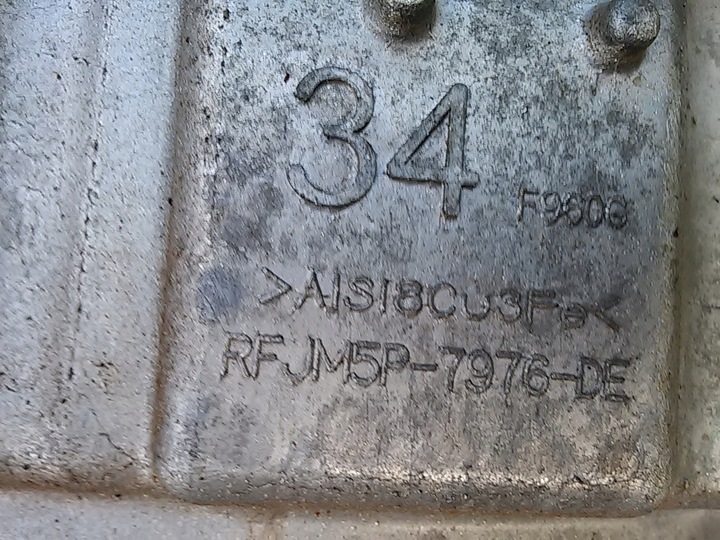 34
F9606
>AlSi8Cu3Fe<
RFJM5P-7976-DE